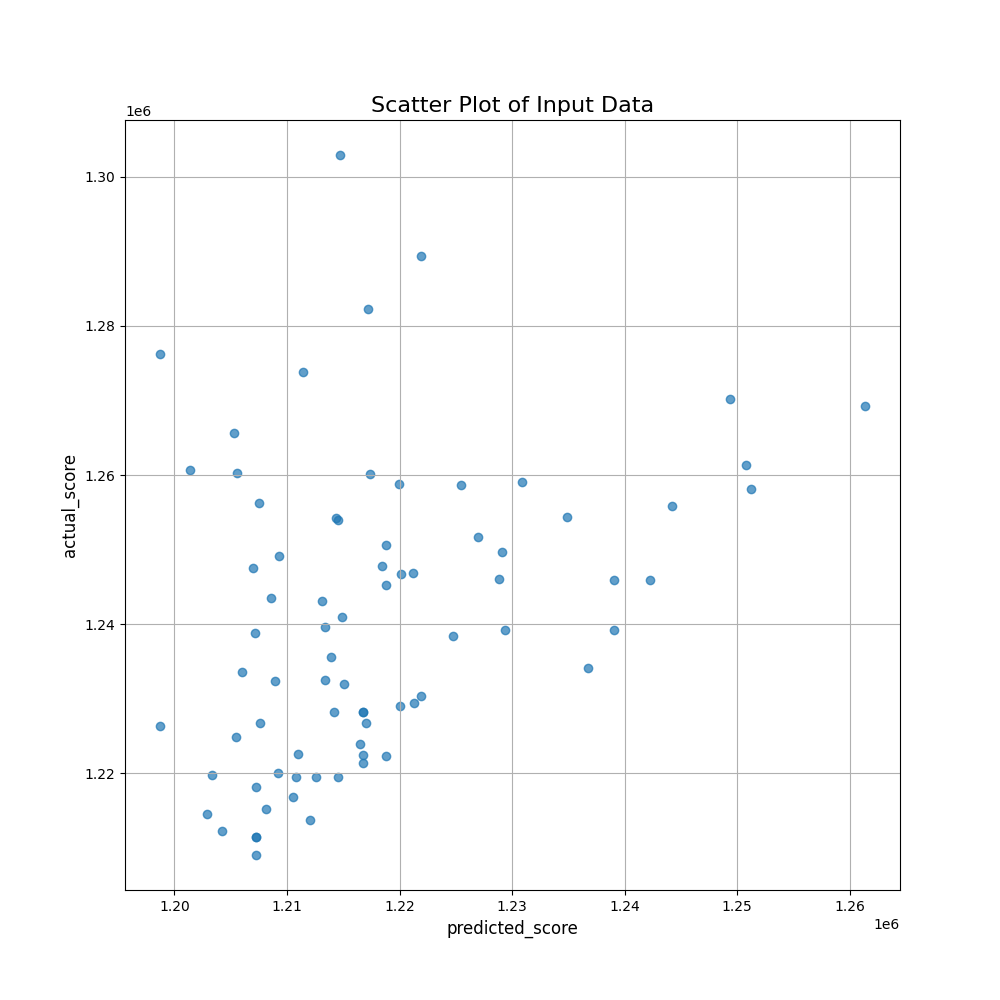 Scatter Plot of Input Data
1e6
1.30
1.28
1.26
1.24
1.22
actual_score
1.20 1.21 1.22 1.23 1.24 1.25 1.26
1e6
predicted_score